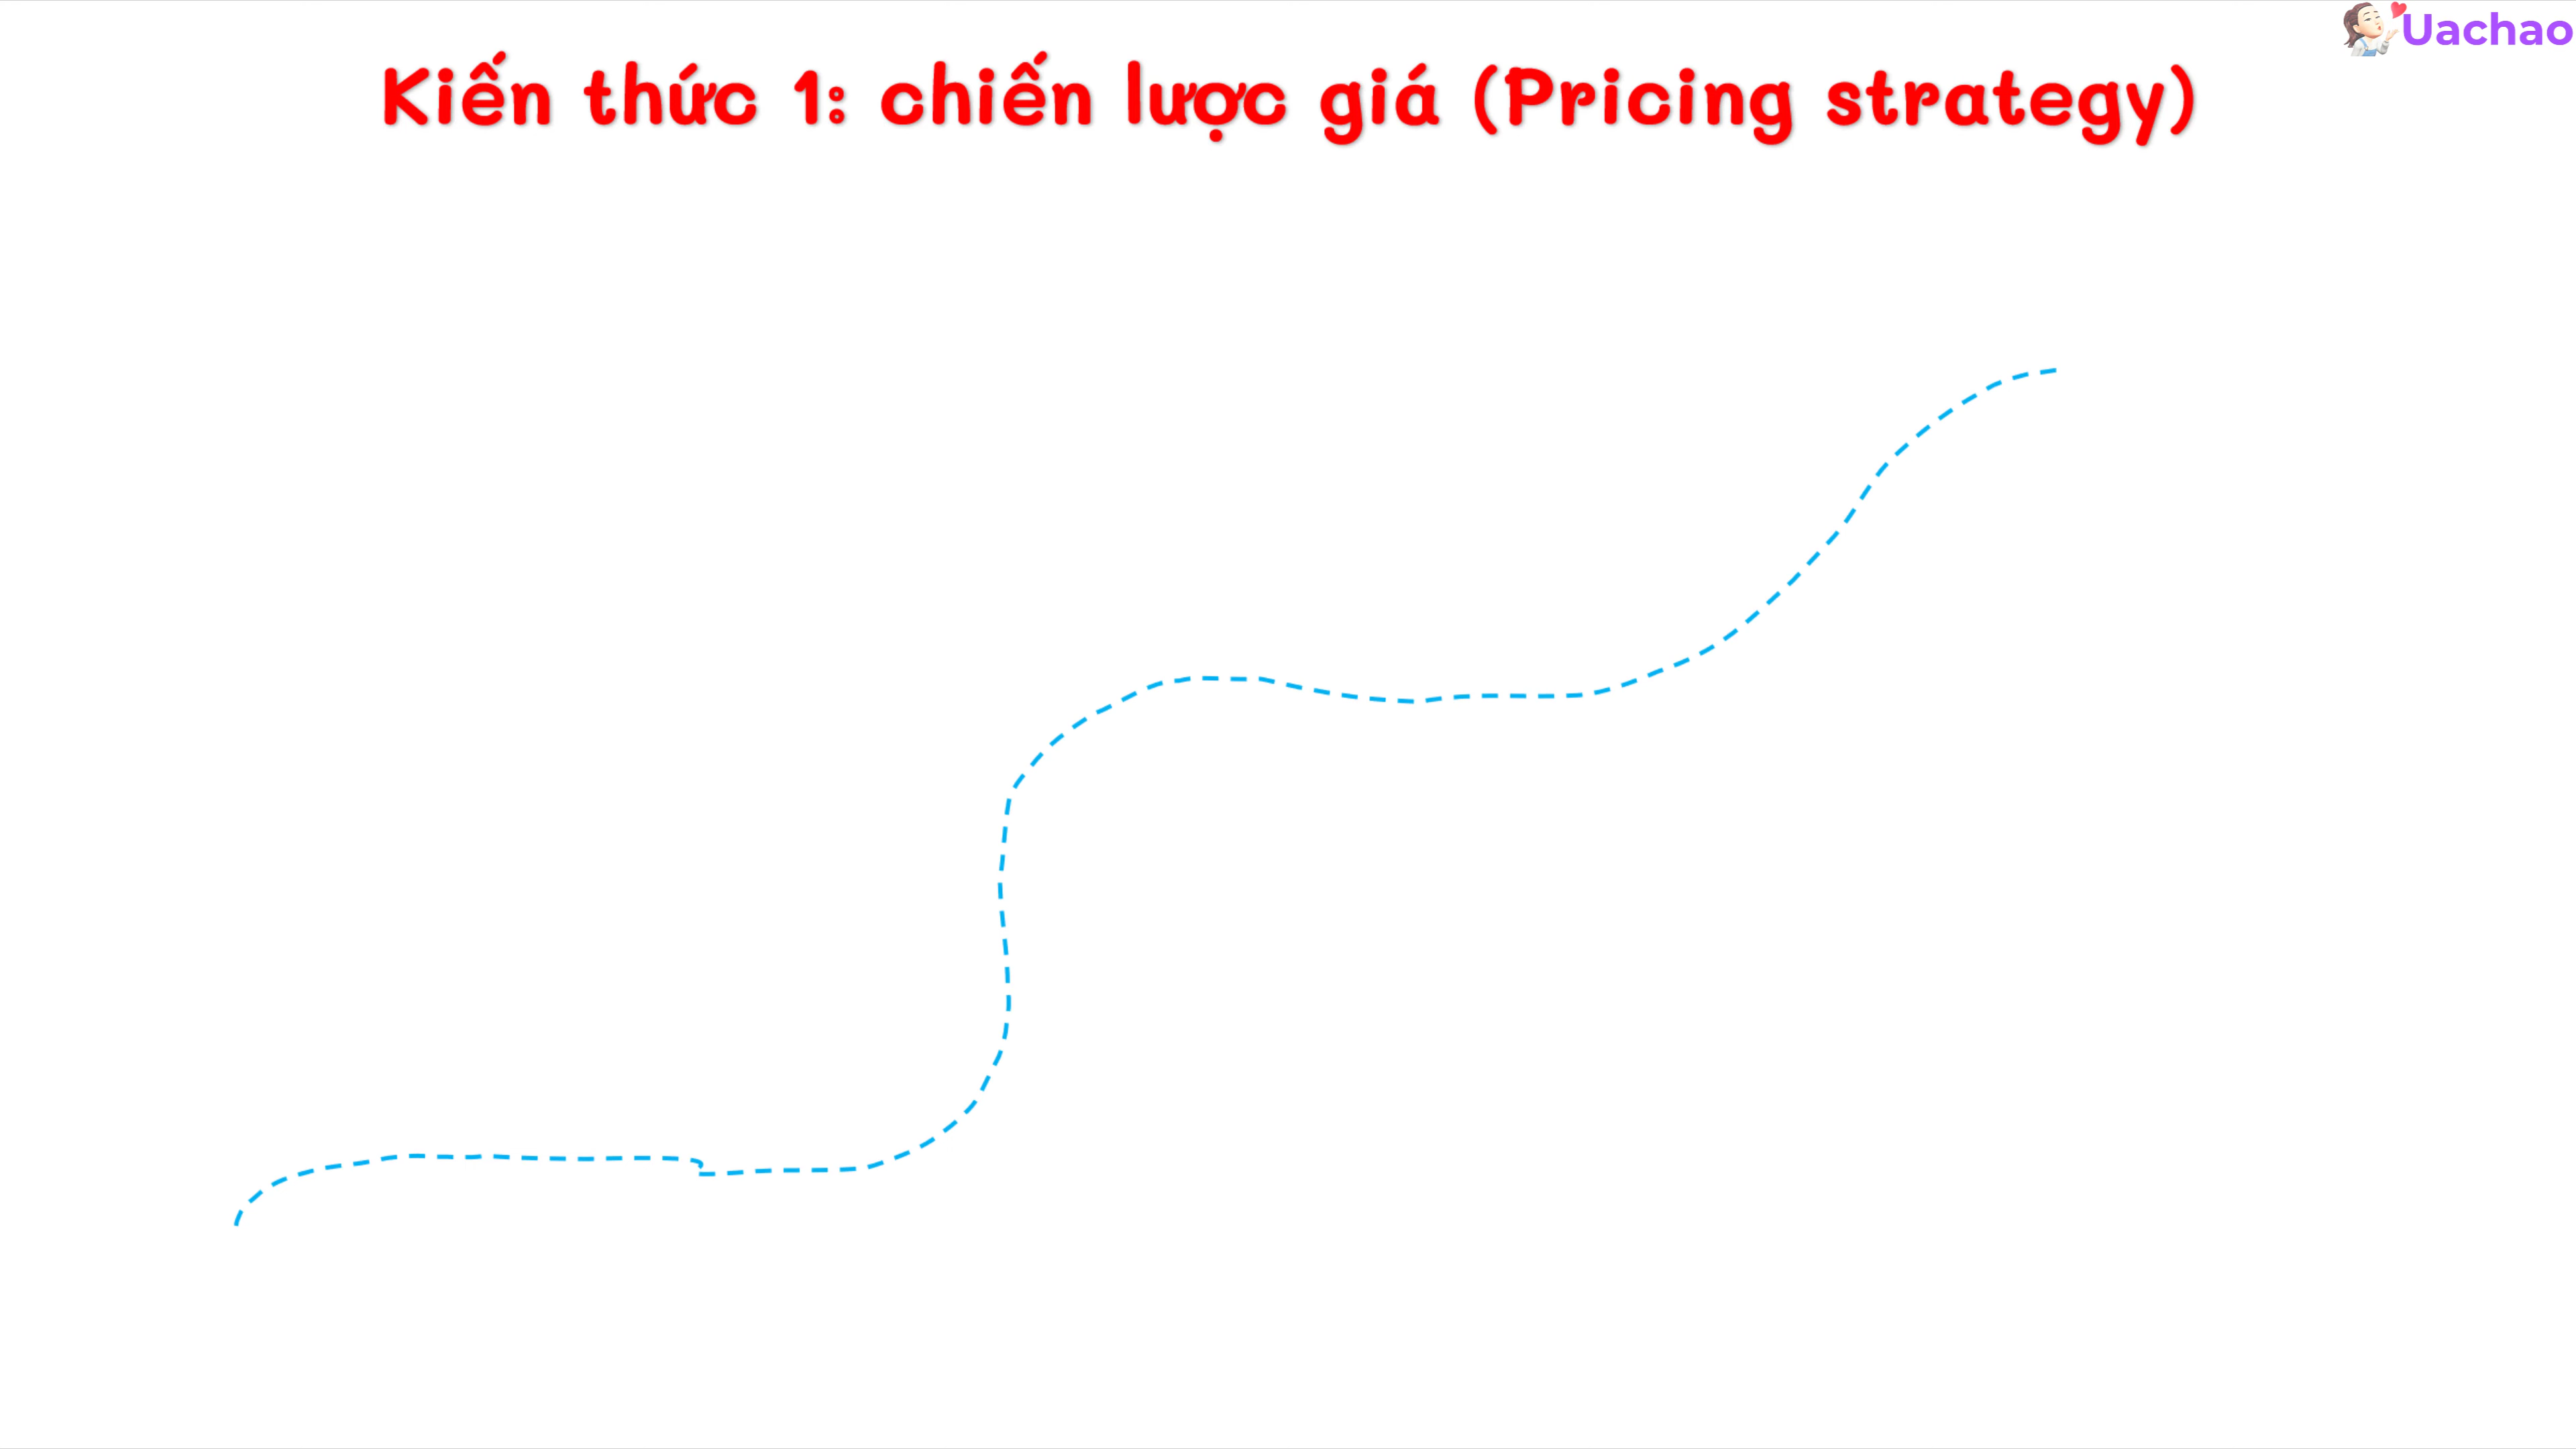 Uachao
Kiến thức 1: chiến lược giá (Pricing strategy)